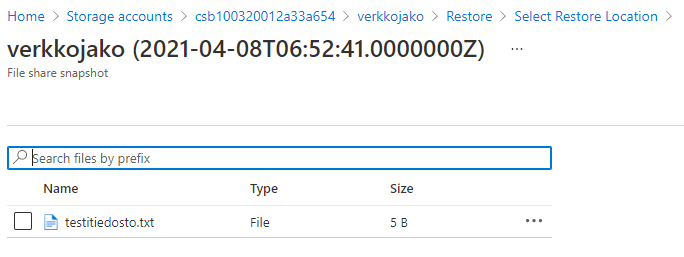 Home > Storage accounts > csb100320012a33a654 > verkkojako > Restore > Select Restore Location >
verkkojako (2021-04-08T06:52:41.0000000Z) ...
File share snapshot
Search files by prefix
Name Type Size
testitiedosto.txt File 5 B ...